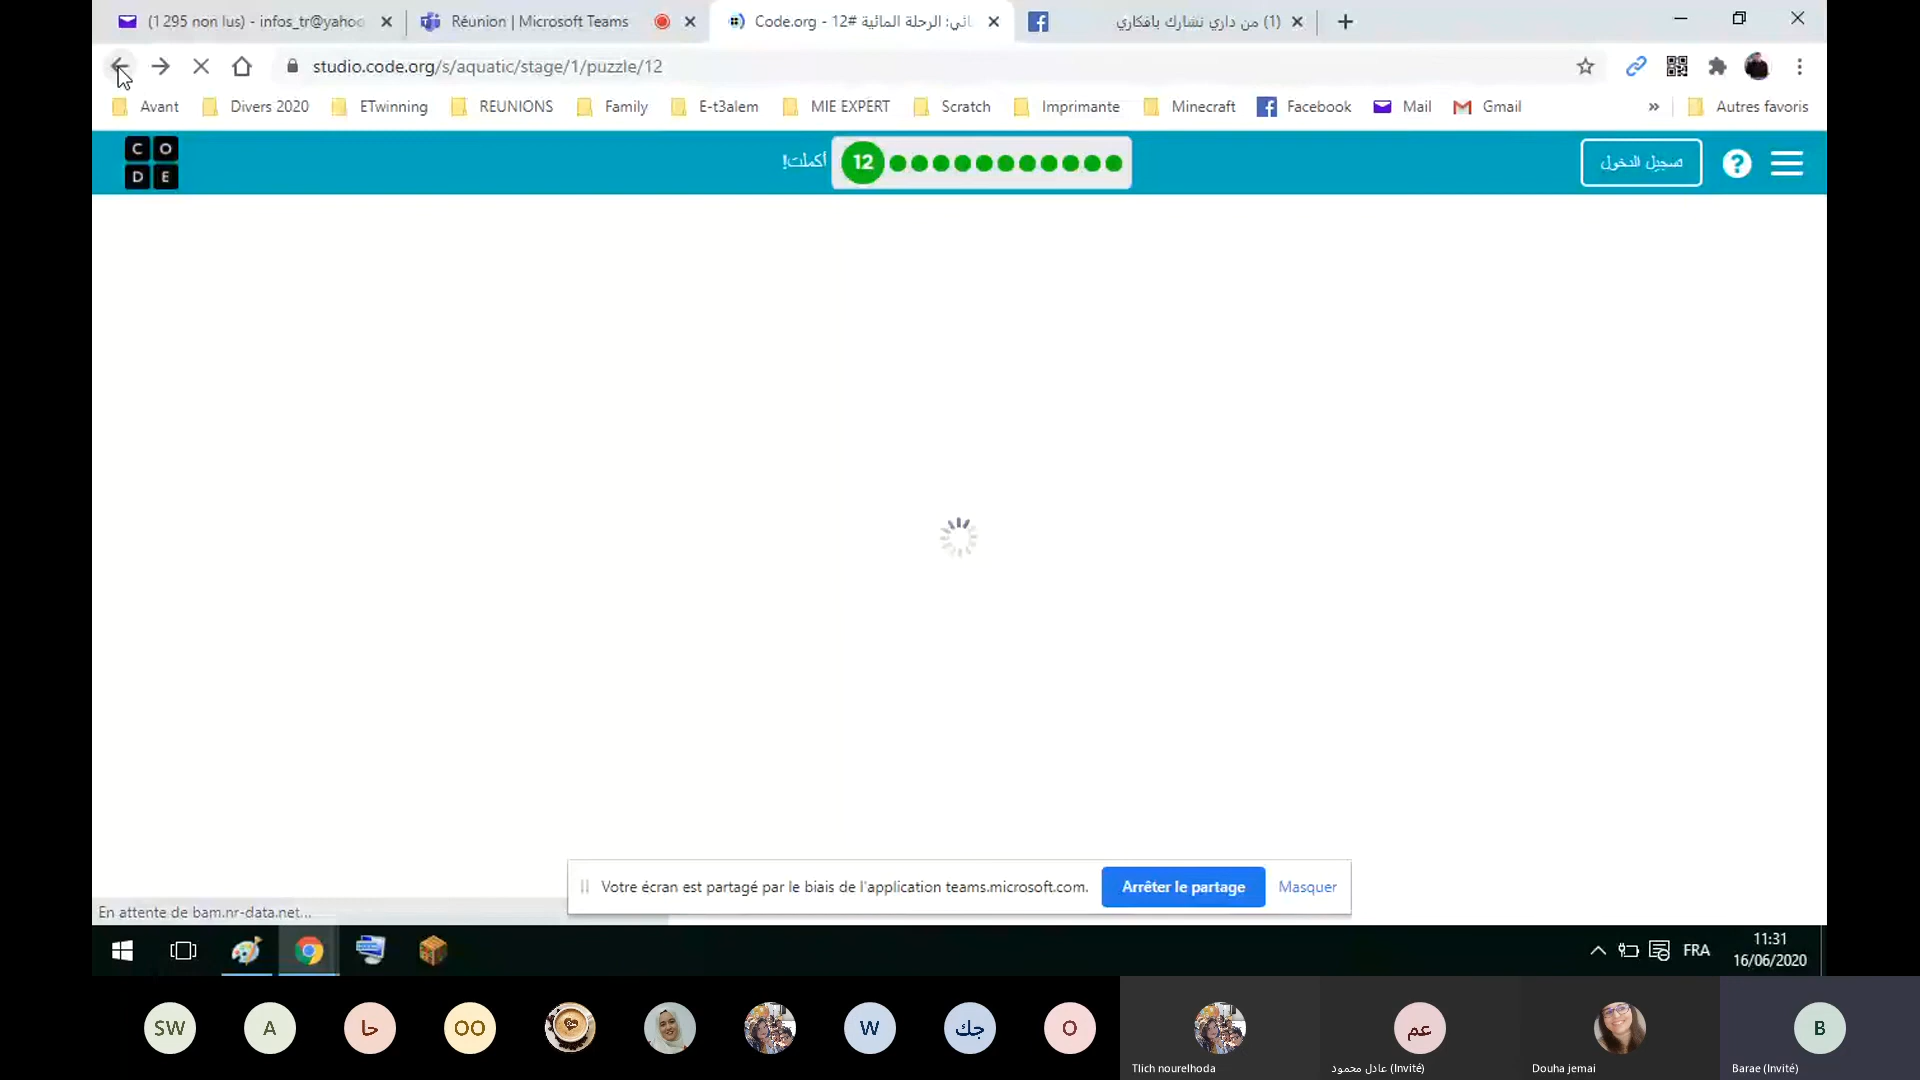 (1 295 non lus) - infos_tr@yahoo
Réunion | Microsoft Teams
Code.org - 12# ائي: الرحلة المائية
(1) من داري نشارك بافكاري
studio.code.org/s/aquatic/stage/1/puzzle/12
Avant
Divers 2020
ETwinning
REUNIONS
Family
E-t3alem
MIE EXPERT
Scratch
Imprimante
Minecraft
Facebook
Mail
Gmail
»
Autres favoris
C O
D E
أكملت!
12
تسجيل الدخول
?
Votre écran est partagé par le biais de l'application teams.microsoft.com.
Arrêter le partage
Masquer
En attente de bam.nr-data.net...
FRA
11:31
16/06/2020
SW
A
حا
OO
W
جك
O
عم
B
Tlich nourelhoda
عادل محمود (Invité)
Douha jemai
Barae (Invité)